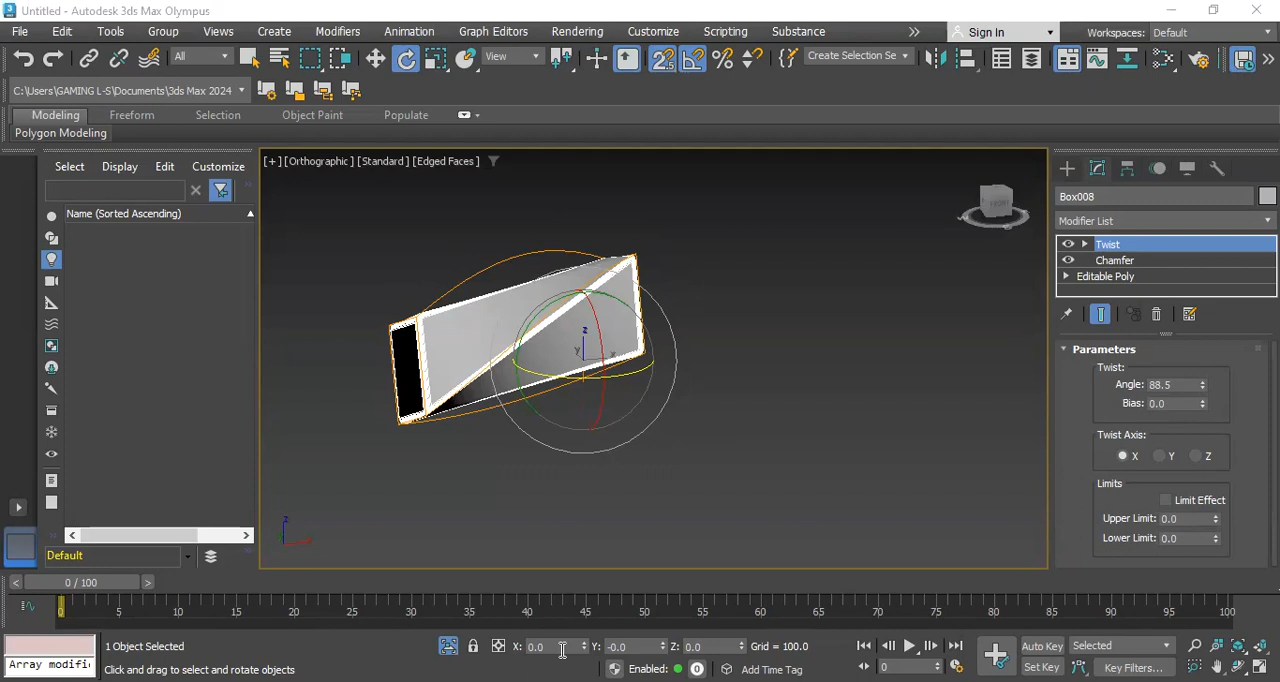 Untitled - Autodesk 3ds Max Olympus
File Edit Tools Group Views Create Modifiers Animation Graph Editors Rendering Customize Scripting Substance Sign In Workspaces: Default
All View Create Selection Se
C:\Users\GAMING L-S\Documents\3ds Max 2024
Modeling Freeform Selection Object Paint Populate
Polygon Modeling
Select Display Edit Customize
[+] [Orthographic] [Standard] [Edged Faces]
Name (Sorted Ascending)
FRONT
Box008
Modifier List
Twist
Chamfer
Editable Poly
Parameters
Twist:
Angle: 88.5
Bias: 0.0
Twist Axis:
X Y Z
Limits
Limit Effect
Upper Limit: 0.0
Lower Limit: 0.0
z
y x
z
Default
0 / 100
0 5 10 15 20 25 30 35 40 45 50 55 60 65 70 75 80 85 90 95 100
1 Object Selected X: 0.0 Y: -0.0 Z: 0.0 Grid = 100.0 Auto Key Selected
Array modifi Click and drag to select and rotate objects Enabled: 0 Add Time Tag 0 Set Key Key Filters...